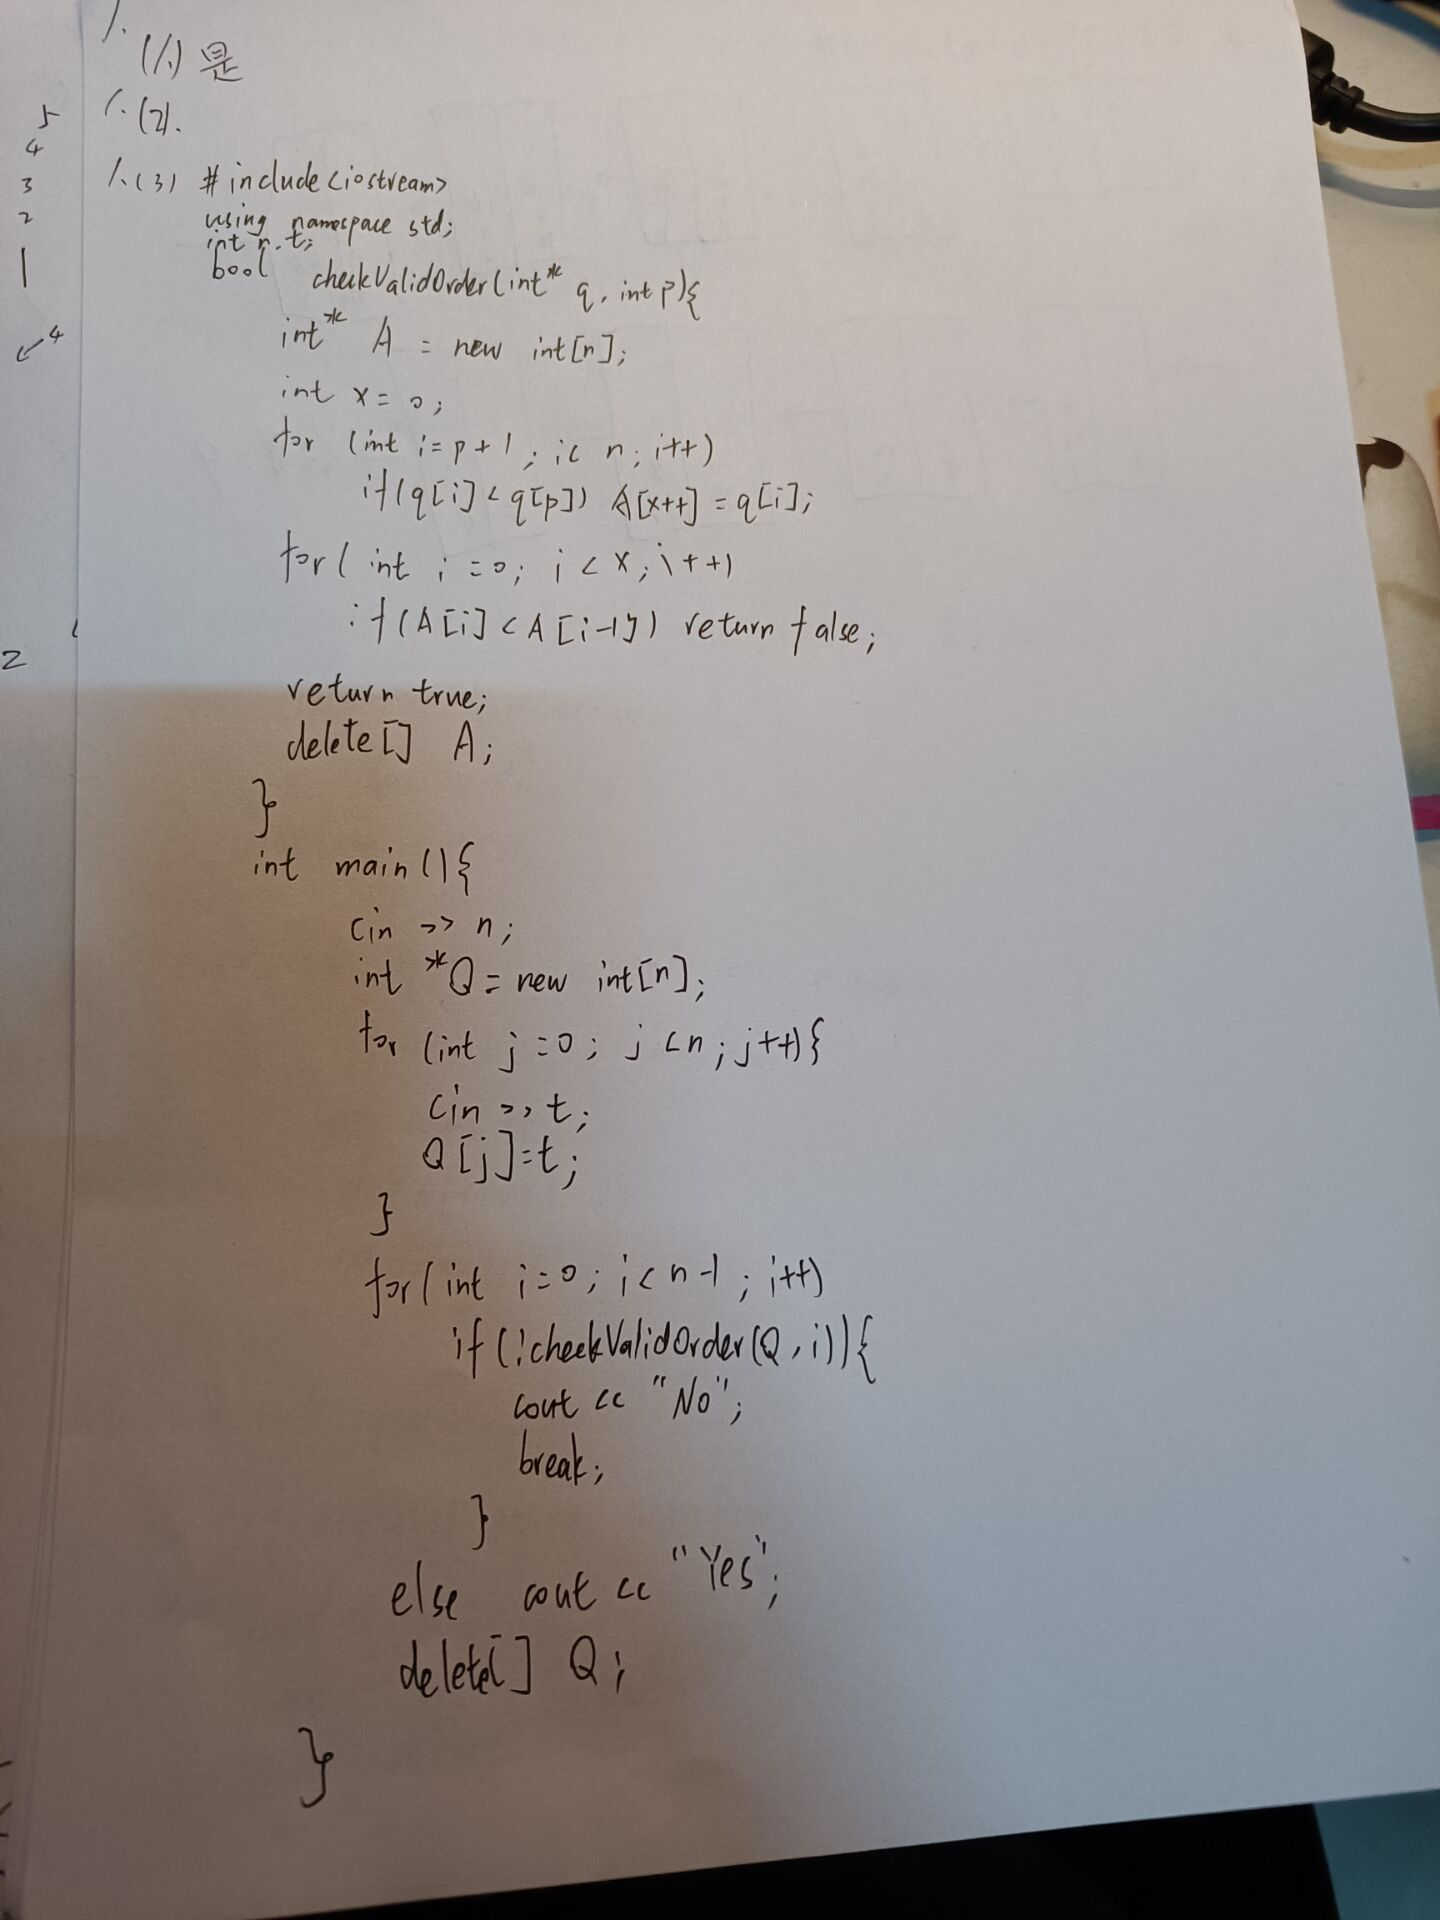 1.
(1) 是
1.(2).
5
4
3
2
1
4
2
1.(3) #include<iostream>
using namespace std;
int n,t;
bool checkValidOrder(int* q, int p){
int* A = new int[n];
int x = 0;
for (int i=p+1; i< n; i++)
if(q[i]<q[p]) A[x++]=q[i];
for( int i=0; i<x; i++)
if(A[i]<A[i-1]) return false;
return true;
delete[] A;
}
int main(){
cin >> n;
int *Q = new int[n];
for (int j=0; j<n; j++){
cin >> t;
Q[j]=t;
}
for(int i=0; i<n-1; i++)
if(!checkValidOrder(Q,i)){
cout << "No";
break;
}
else cout << "Yes";
delete[] Q;
}